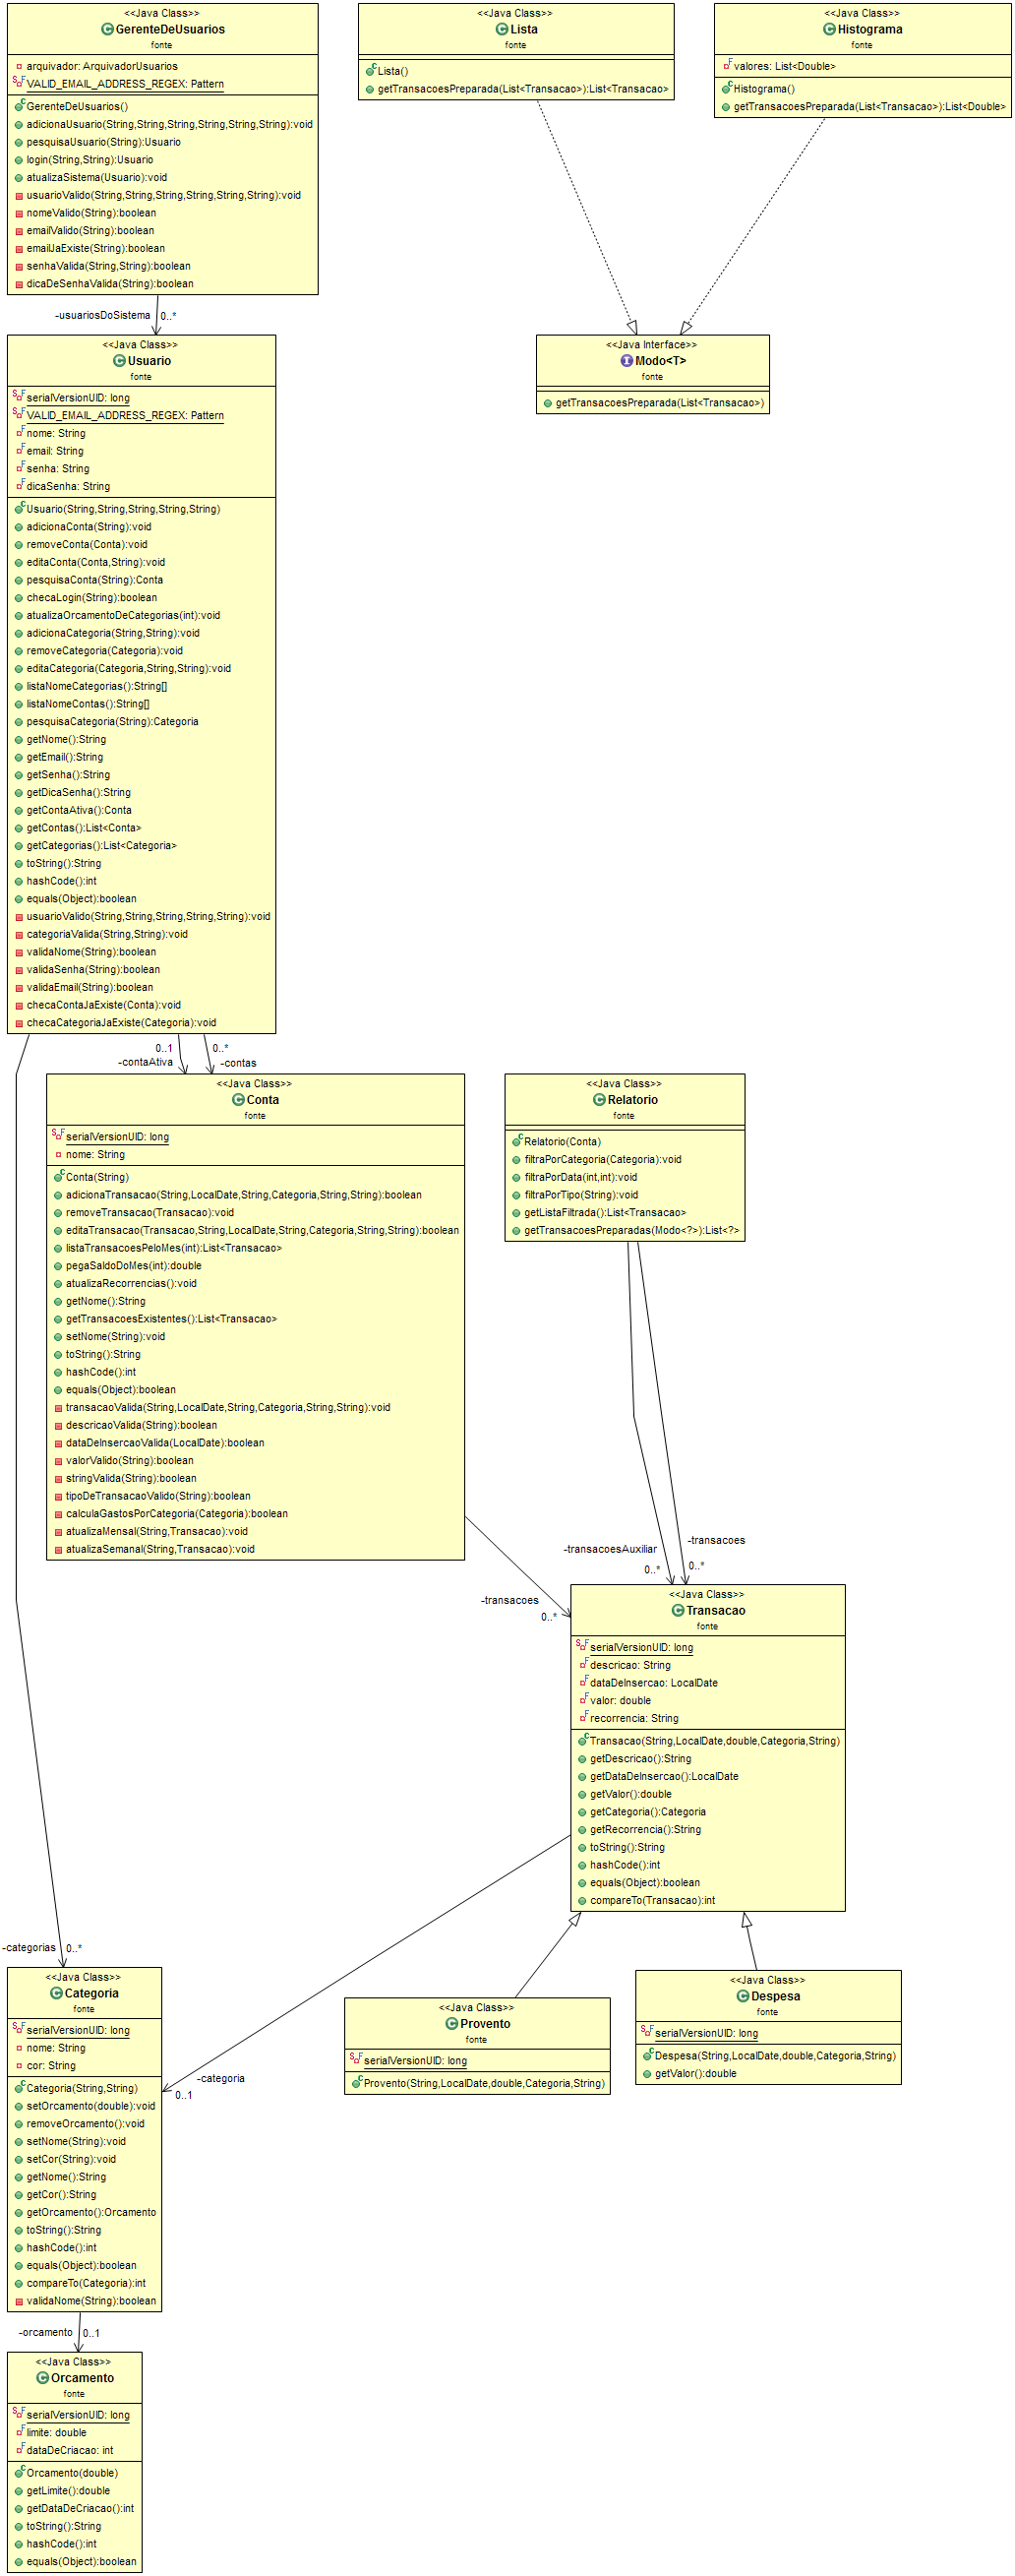 <<Java Class>>
GerenteDeUsuarios
fonte
arquivador: ArquivadorUsuarios
VALID_EMAIL_ADDRESS_REGEX: Pattern
GerenteDeUsuarios()
adicionaUsuario(String,String,String,String,String,String):void
pesquisaUsuario(String):Usuario
login(String,String):Usuario
atualizaSistema(Usuario):void
usuarioValido(String,String,String,String,String,String):void
nomeValido(String):boolean
emailValido(String):boolean
emailJaExiste(String):boolean
senhaValida(String,String):boolean
dicaDeSenhaValida(String):boolean
<<Java Class>>
Lista
fonte
Lista()
getTransacoesPreparada(List<Transacao>):List<Transacao>
<<Java Class>>
Histograma
fonte
valores: List<Double>
Histograma()
getTransacoesPreparada(List<Transacao>):List<Double>
-usuariosDoSistema
0..*
<<Java Interface>>
Modo<T>
fonte
getTransacoesPreparada(List<Transacao>)
<<Java Class>>
Usuario
fonte
serialVersionUID: long
VALID_EMAIL_ADDRESS_REGEX: Pattern
nome: String
email: String
senha: String
dicaSenha: String
Usuario(String,String,String,String,String)
adicionaConta(String):void
removeConta(Conta):void
editaConta(Conta,String):void
pesquisaConta(String):Conta
checaLogin(String):boolean
atualizaOrcamentoDeCategorias(int):void
adicionaCategoria(String,String):void
removeCategoria(Categoria):void
editaCategoria(Categoria,String,String):void
listaNomeCategorias():String[]
listaNomeContas():String[]
pesquisaCategoria(String):Categoria
getNome():String
getEmail():String
getSenha():String
getDicaSenha():String
getContaAtiva():Conta
getContas():List<Conta>
getCategorias():List<Categoria>
toString():String
hashCode():int
equals(Object):boolean
usuarioValido(String,String,String,String,String):void
categoriaValida(String,String):void
validaNome(String):boolean
validaSenha(String):boolean
validaEmail(String):boolean
checaContaJaExiste(Conta):void
checaCategoriaJaExiste(Categoria):void
0..1
-contaAtiva
0..*
-contas
<<Java Class>>
Conta
fonte
serialVersionUID: long
nome: String
Conta(String)
adicionaTransacao(String,LocalDate,String,Categoria,String,String):boolean
removeTransacao(Transacao):void
editaTransacao(Transacao,String,LocalDate,String,Categoria,String,String):boolean
listaTransacoesPeloMes(int):List<Transacao>
pegaSaldoDoMes(int):double
atualizaRecorrencias():void
getNome():String
getTransacoesExistentes():List<Transacao>
setNome(String):void
toString():String
hashCode():int
equals(Object):boolean
transacaoValida(String,LocalDate,String,Categoria,String,String):void
descricaoValida(String):boolean
dataDeInsercaoValida(LocalDate):boolean
valorValido(String):boolean
stringValida(String):boolean
tipoDeTransacaoValido(String):boolean
calculaGastosPorCategoria(Categoria):boolean
atualizaMensal(String,Transacao):void
atualizaSemanal(String,Transacao):void
<<Java Class>>
Relatorio
fonte
Relatorio(Conta)
filtraPorCategoria(Categoria):void
filtraPorData(int,int):void
filtraPorTipo(String):void
getListaFiltrada():List<Transacao>
getTransacoesPreparadas(Modo<?>):List<?>
-transacoesAuxiliar
0..*
-transacoes
0..*
-transacoes
0..*
<<Java Class>>
Transacao
fonte
serialVersionUID: long
descricao: String
dataDeInsercao: LocalDate
valor: double
recorrencia: String
Transacao(String,LocalDate,double,Categoria,String)
getDescricao():String
getDataDeInsercao():LocalDate
getValor():double
getCategoria():Categoria
getRecorrencia():String
toString():String
hashCode():int
equals(Object):boolean
compareTo(Transacao):int
-categorias
0..*
<<Java Class>>
Categoria
fonte
serialVersionUID: long
nome: String
cor: String
Categoria(String,String)
setOrcamento(double):void
removeOrcamento():void
setNome(String):void
setCor(String):void
getNome():String
getCor():String
getOrcamento():Orcamento
toString():String
hashCode():int
equals(Object):boolean
compareTo(Categoria):int
validaNome(String):boolean
-categoria
0..1
<<Java Class>>
Provento
fonte
serialVersionUID: long
Provento(String,LocalDate,double,Categoria,String)
<<Java Class>>
Despesa
fonte
serialVersionUID: long
Despesa(String,LocalDate,double,Categoria,String)
getValor():double
-orcamento
0..1
<<Java Class>>
Orcamento
fonte
serialVersionUID: long
limite: double
dataDeCriacao: int
Orcamento(double)
getLimite():double
getDataDeCriacao():int
toString():String
hashCode():int
equals(Object):boolean